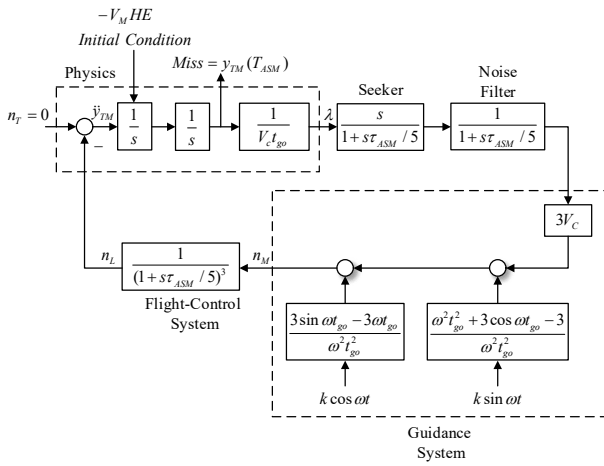 −V_M HE
Initial Condition
Miss = y_TM (T_ASM)
Physics
n_T = 0
ÿ_TM
−
1/s
1/s
1/(V_c t_go)
λ
Seeker
s/(1+sτ_ASM / 5)
Noise
Filter
1/(1+sτ_ASM / 5)
3V_C
n_L
1/((1+sτ_ASM / 5)^3)
n_M
Flight-Control
System
(3 sin ωt_go − 3ωt_go)/(ω^2 t_go^2)
(ω^2 t_go^2 + 3 cos ωt_go − 3)/(ω^2 t_go^2)
k cos ωt
k sin ωt
Guidance
System